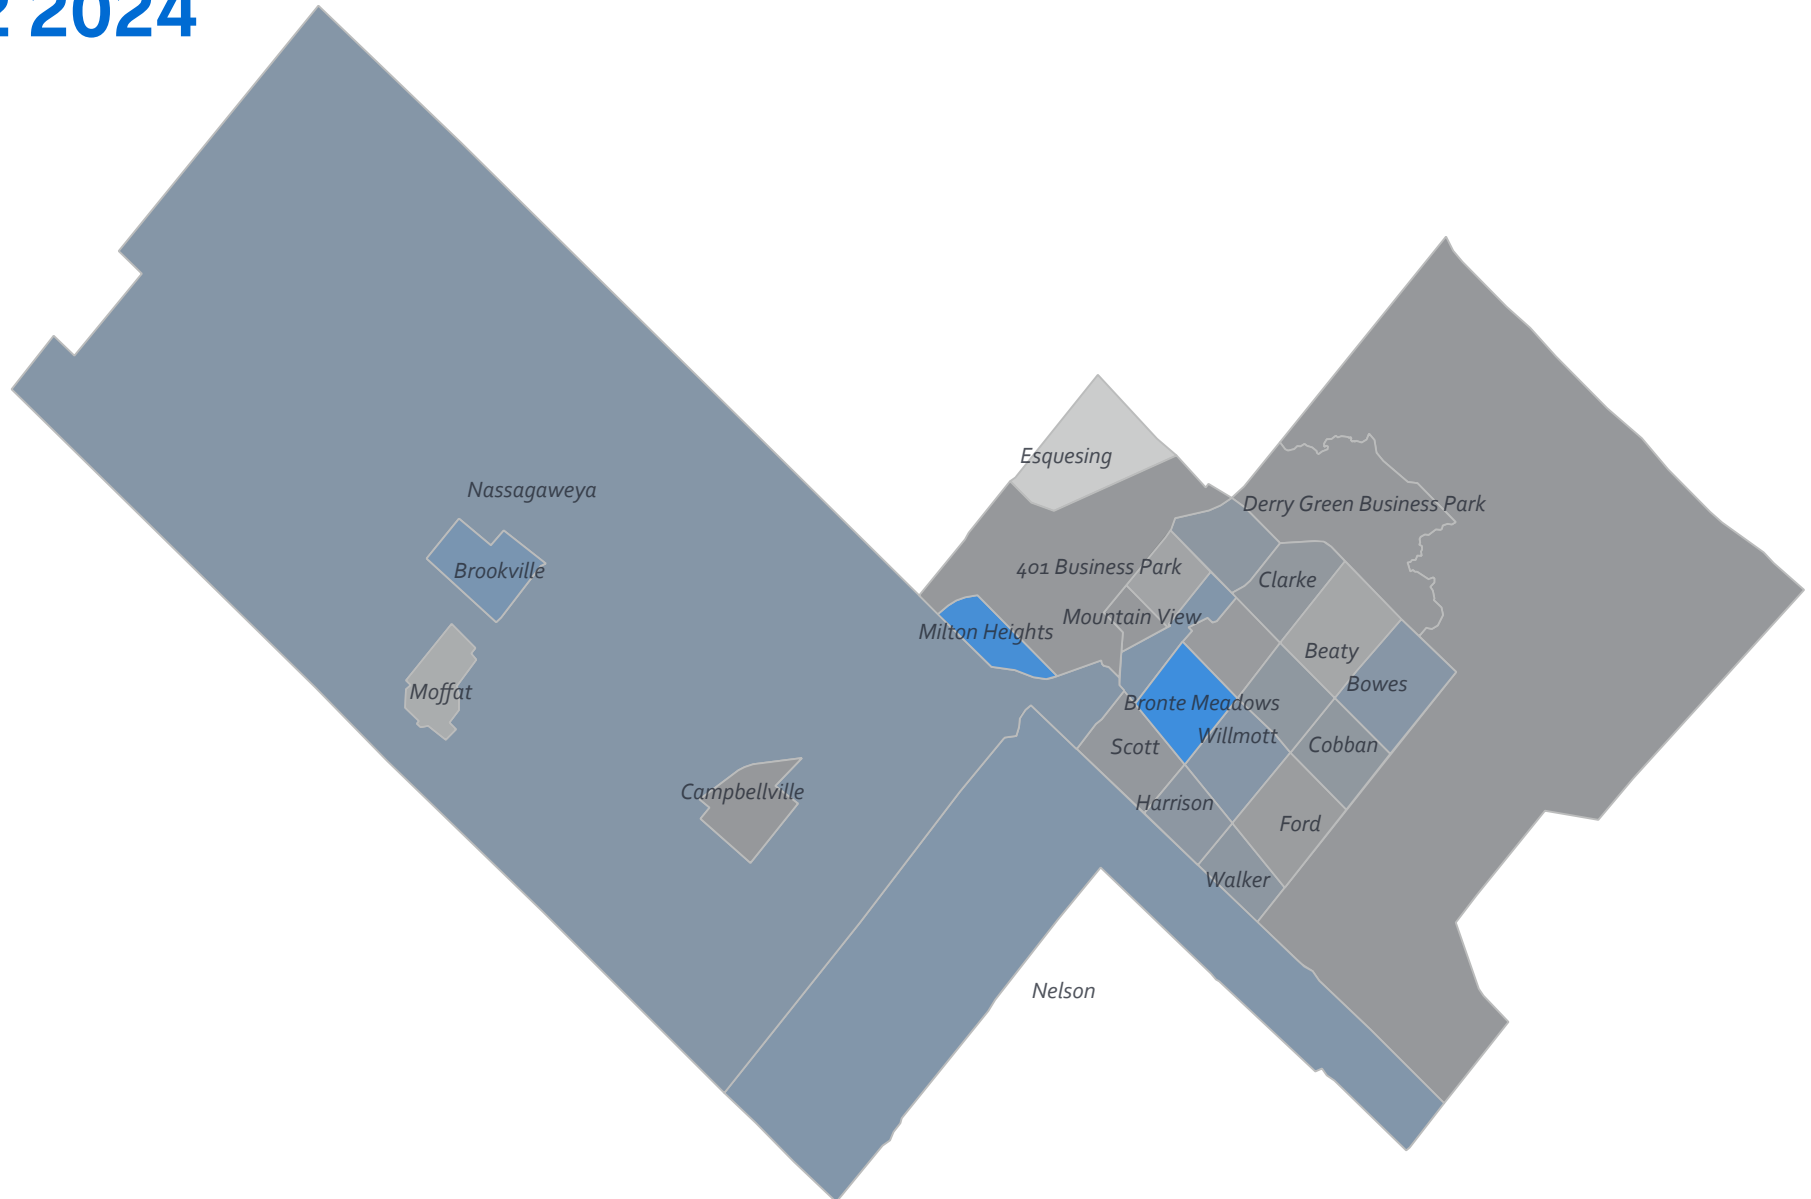 2 2024
Esquesing
Nassagaweya
Derry Green Business Park
401 Business Park
Brookville
Clarke
Mountain View
Milton Heights
Beaty
Bowes
Moffat
Bronte Meadows
Willmott
Scott
Cobban
Campbellville
Harrison
Ford
Walker
Nelson